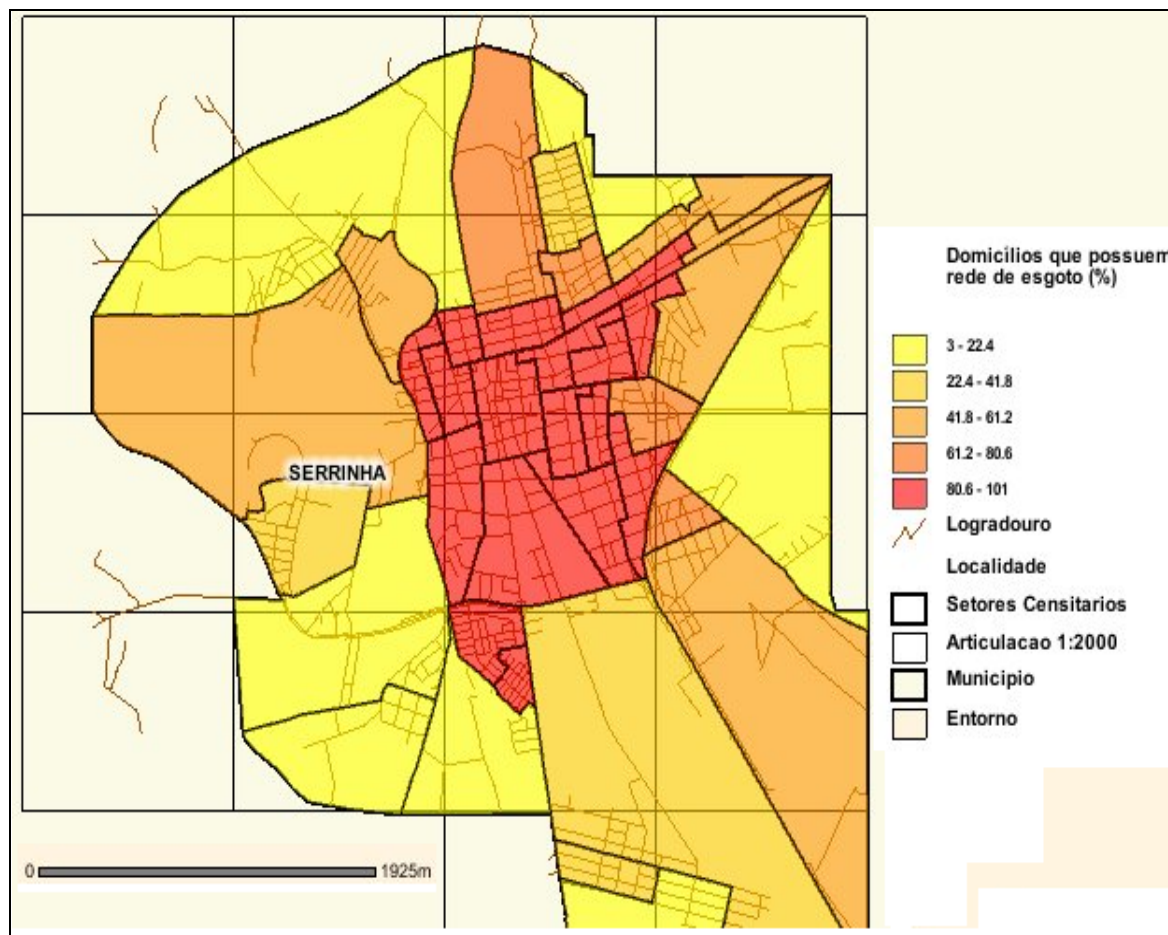 SERRINHA
0
1925m
Domicílios que possuem
rede de esgoto (%)
3 - 22.4
22.4 - 41.8
41.8 - 61.2
61.2 - 80.6
80.6 - 101
Logradouro
Localidade
Setores Censitarios
Articulacao 1:2000
Municipio
Entorno